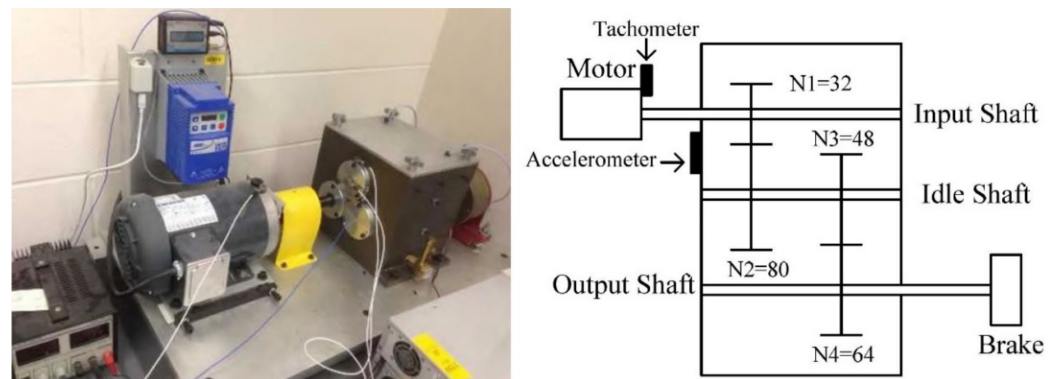 Tachometer
Motor
N1=32
Input Shaft
N3=48
Accelerometer
Idle Shaft
N2=80
Output Shaft
N4=64
Brake